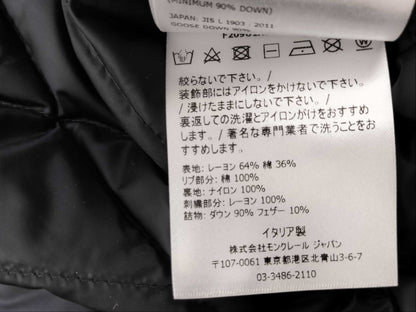 (MINIMUM 90% DOWN)
JAPAN: JIS L 1903 : 2011
GOOSE DOWN 90%
絞らないで下さい。/
装飾部にはアイロンをかけないで下さい。
/ 浸けたままにしないで下さい。/
裏返しての洗濯とアイロンがけをおすすめ
します。/ 著名な専門業者で洗うことをお
すすめします。
表地: レーヨン 64% 綿 36%
リブ部分: 綿 100%
裏地: ナイロン 100%
刺繍部分: レーヨン 100%
詰物: ダウン 90% フェザー 10%
イタリア製
株式会社モンクレール ジャパン
〒107-0061 東京都港区北青山3-6-7
03-3486-2110